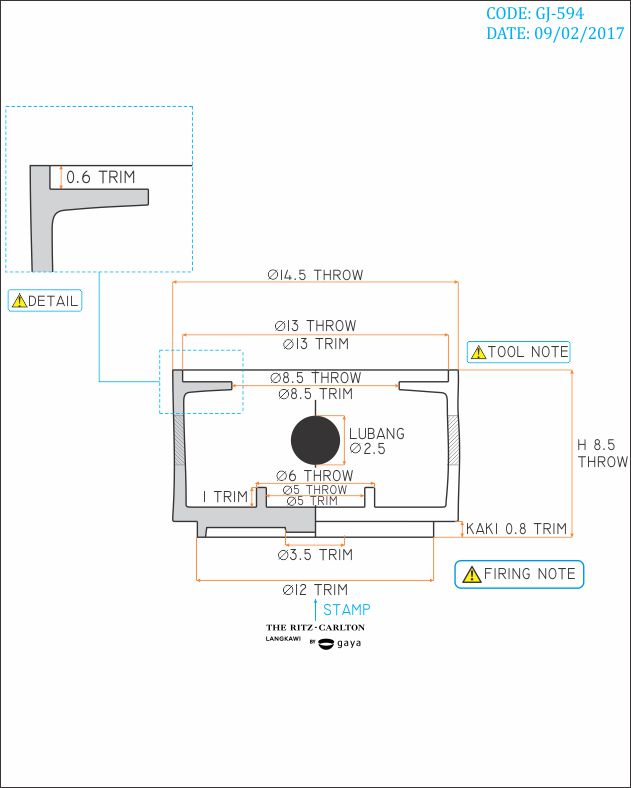 CODE: GJ-594
DATE: 09/02/2017
0.6 TRIM
DETAIL
Ø14.5 THROW
Ø13 THROW
Ø13 TRIM
TOOL NOTE
Ø8.5 THROW
Ø8.5 TRIM
LUBANG
Ø2.5
H 8.5
THROW
Ø6 THROW
Ø5 THROW
1 TRIM
Ø5 TRIM
KAKI 0.8 TRIM
Ø3.5 TRIM
FIRING NOTE
Ø12 TRIM
STAMP
THE RITZ-CARLTON
LANGKAWI
BY gaya